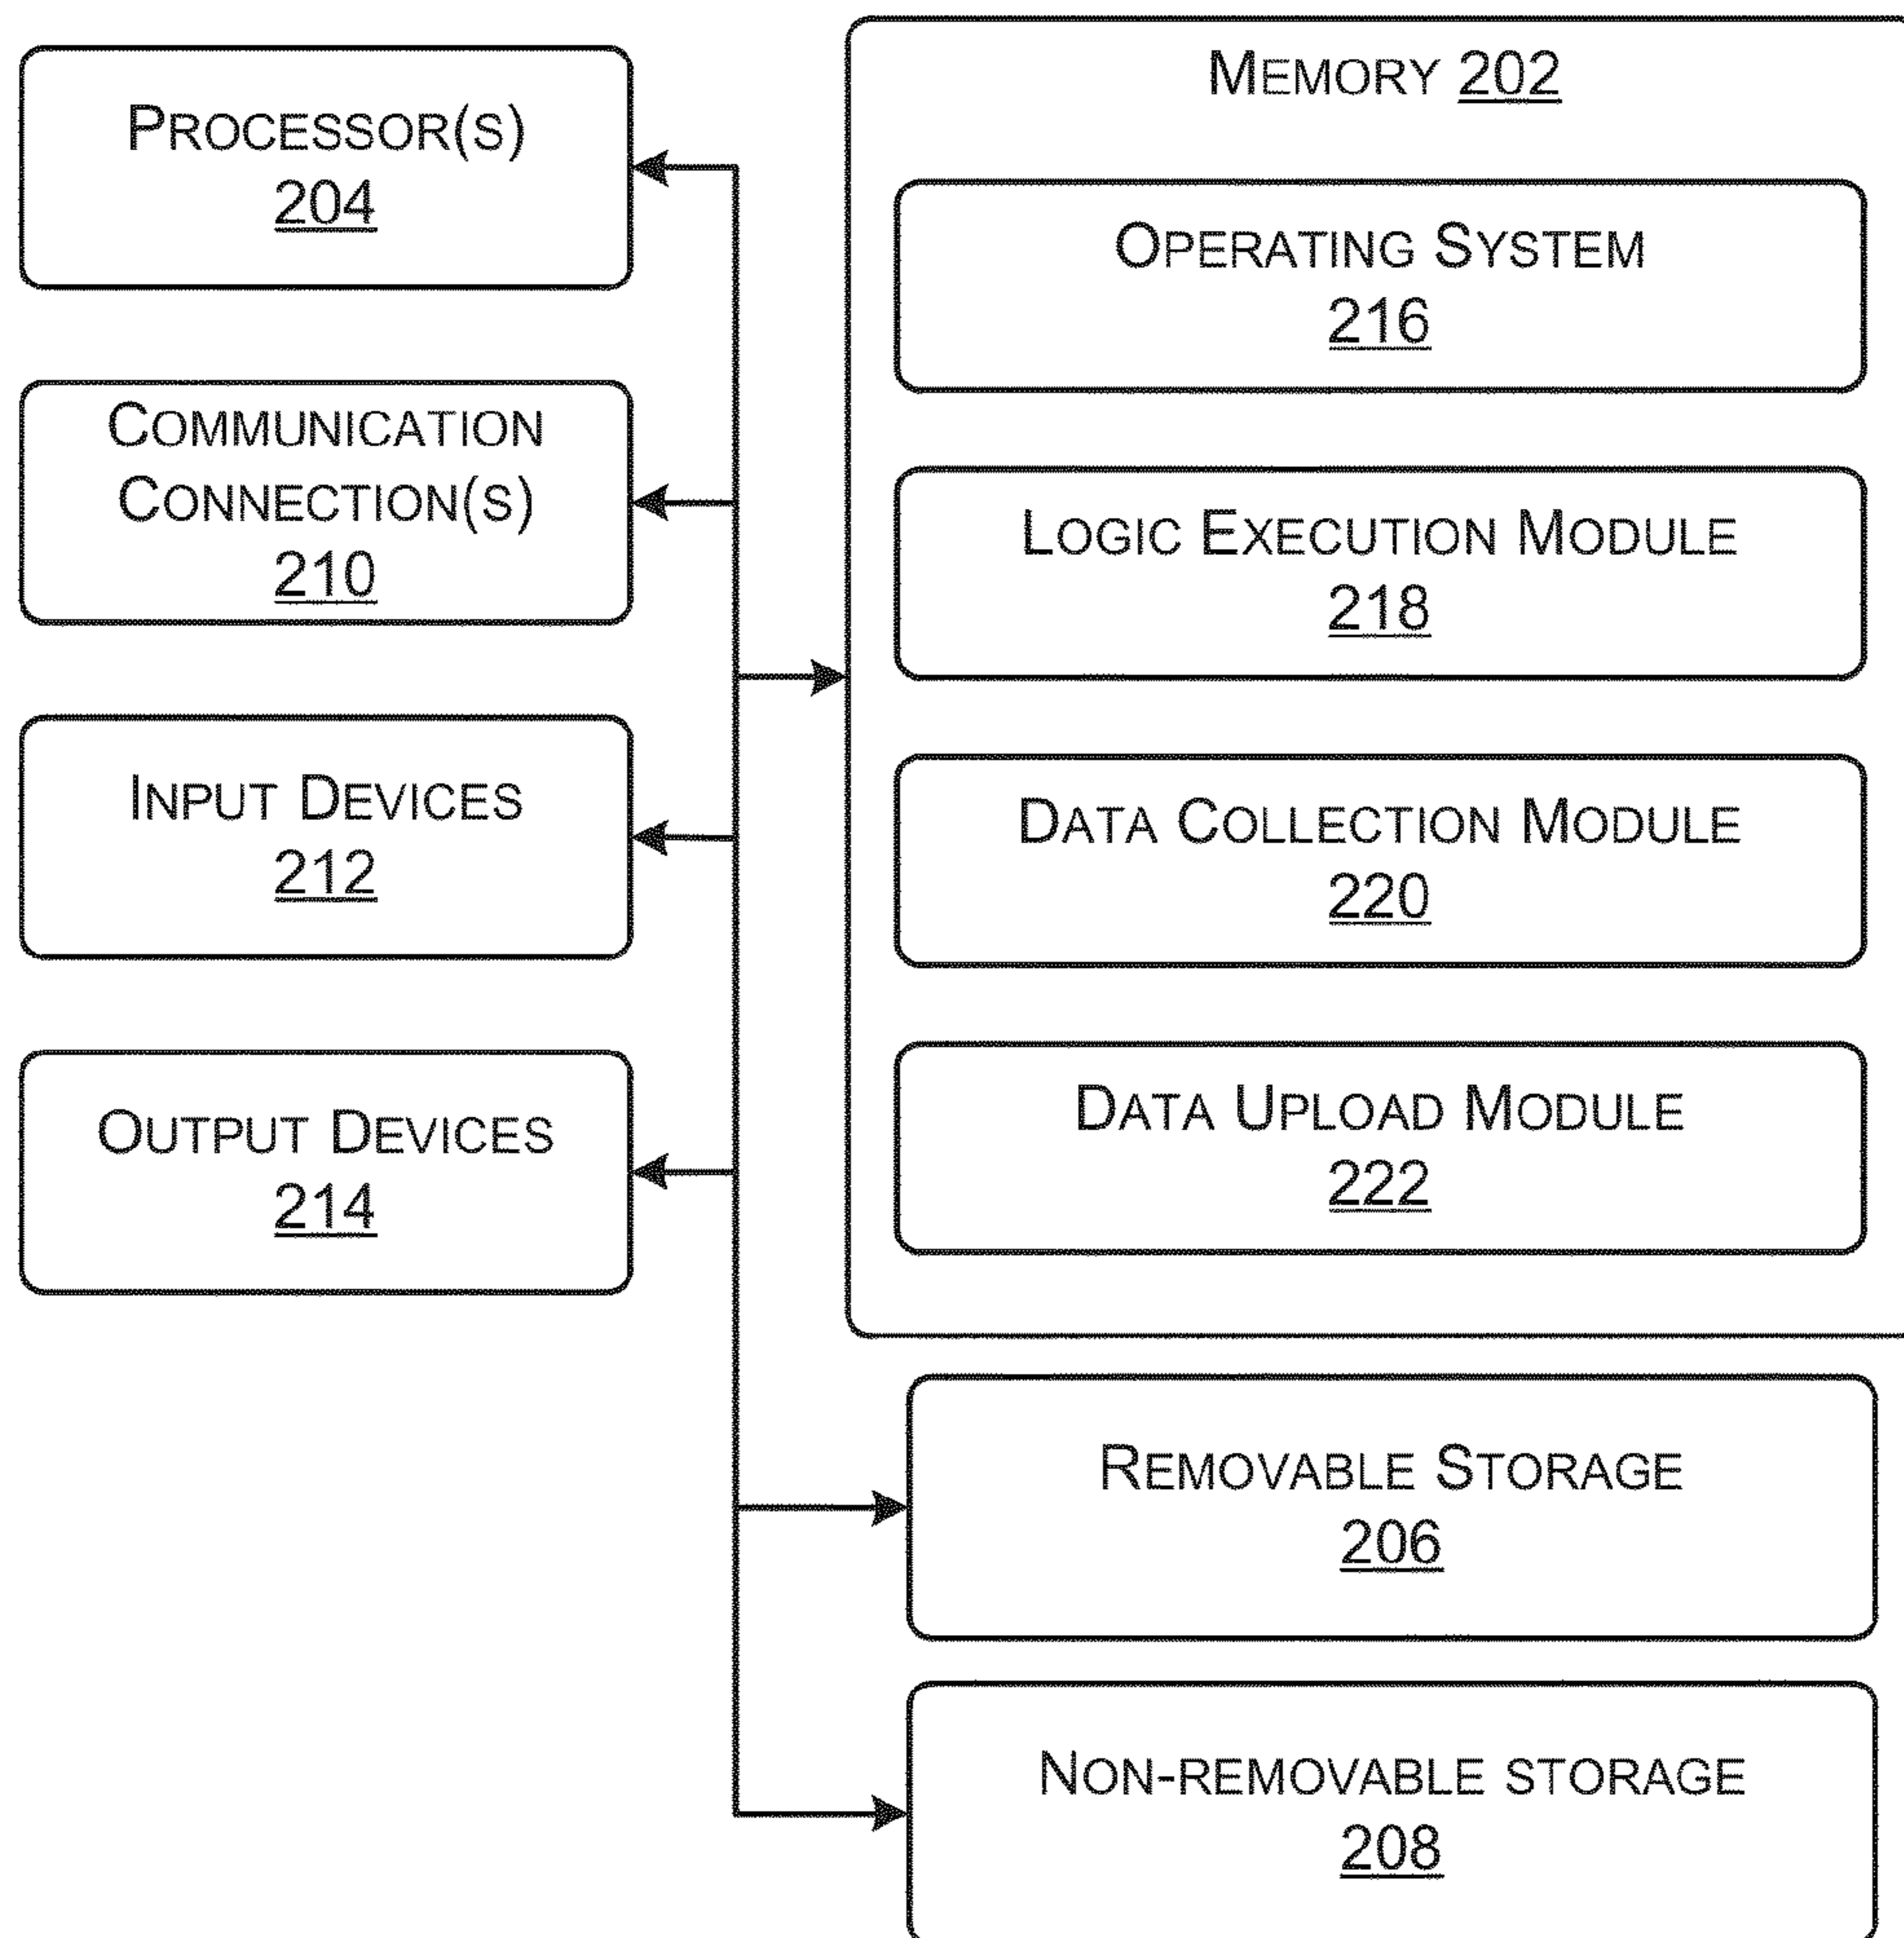 PROCESSOR(S)
204
COMMUNICATION
CONNECTION(S)
210
INPUT DEVICES
212
OUTPUT DEVICES
214
MEMORY 202
OPERATING SYSTEM
216
LOGIC EXECUTION MODULE
218
DATA COLLECTION MODULE
220
DATA UPLOAD MODULE
222
REMOVABLE STORAGE
206
NON-REMOVABLE STORAGE
208